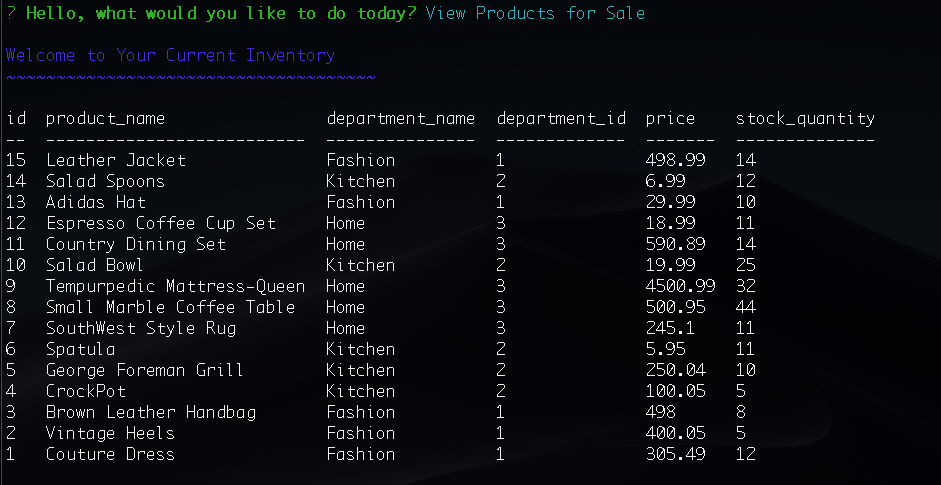 ? Hello, what would you like to do today? View Products for Sale
Welcome to Your Current Inventory
~~~~~~~~~~~~~~~~~~~~~~~~~~~~~~~~~~~~~
id  product_name                department_name  department_id  price    stock_quantity
--  --------------------------  ---------------  -------------  -------  --------------
15  Leather Jacket              Fashion          1              498.99   14
14  Salad Spoons                Kitchen          2              6.99     12
13  Adidas Hat                  Fashion          1              29.99    10
12  Espresso Coffee Cup Set     Home             3              18.99    11
11  Country Dining Set          Home             3              590.89   14
10  Salad Bowl                  Kitchen          2              19.99    25
9   Tempurpedic Mattress-Queen  Home             3              4500.99  32
8   Small Marble Coffee Table   Home             3              500.95   44
7   SouthWest Style Rug         Home             3              245.1    11
6   Spatula                     Kitchen          2              5.95     11
5   George Foreman Grill        Kitchen          2              250.04   10
4   CrockPot                    Kitchen          2              100.05   5
3   Brown Leather Handbag       Fashion          1              498      8
2   Vintage Heels               Fashion          1              400.05   5
1   Couture Dress               Fashion          1              305.49   12